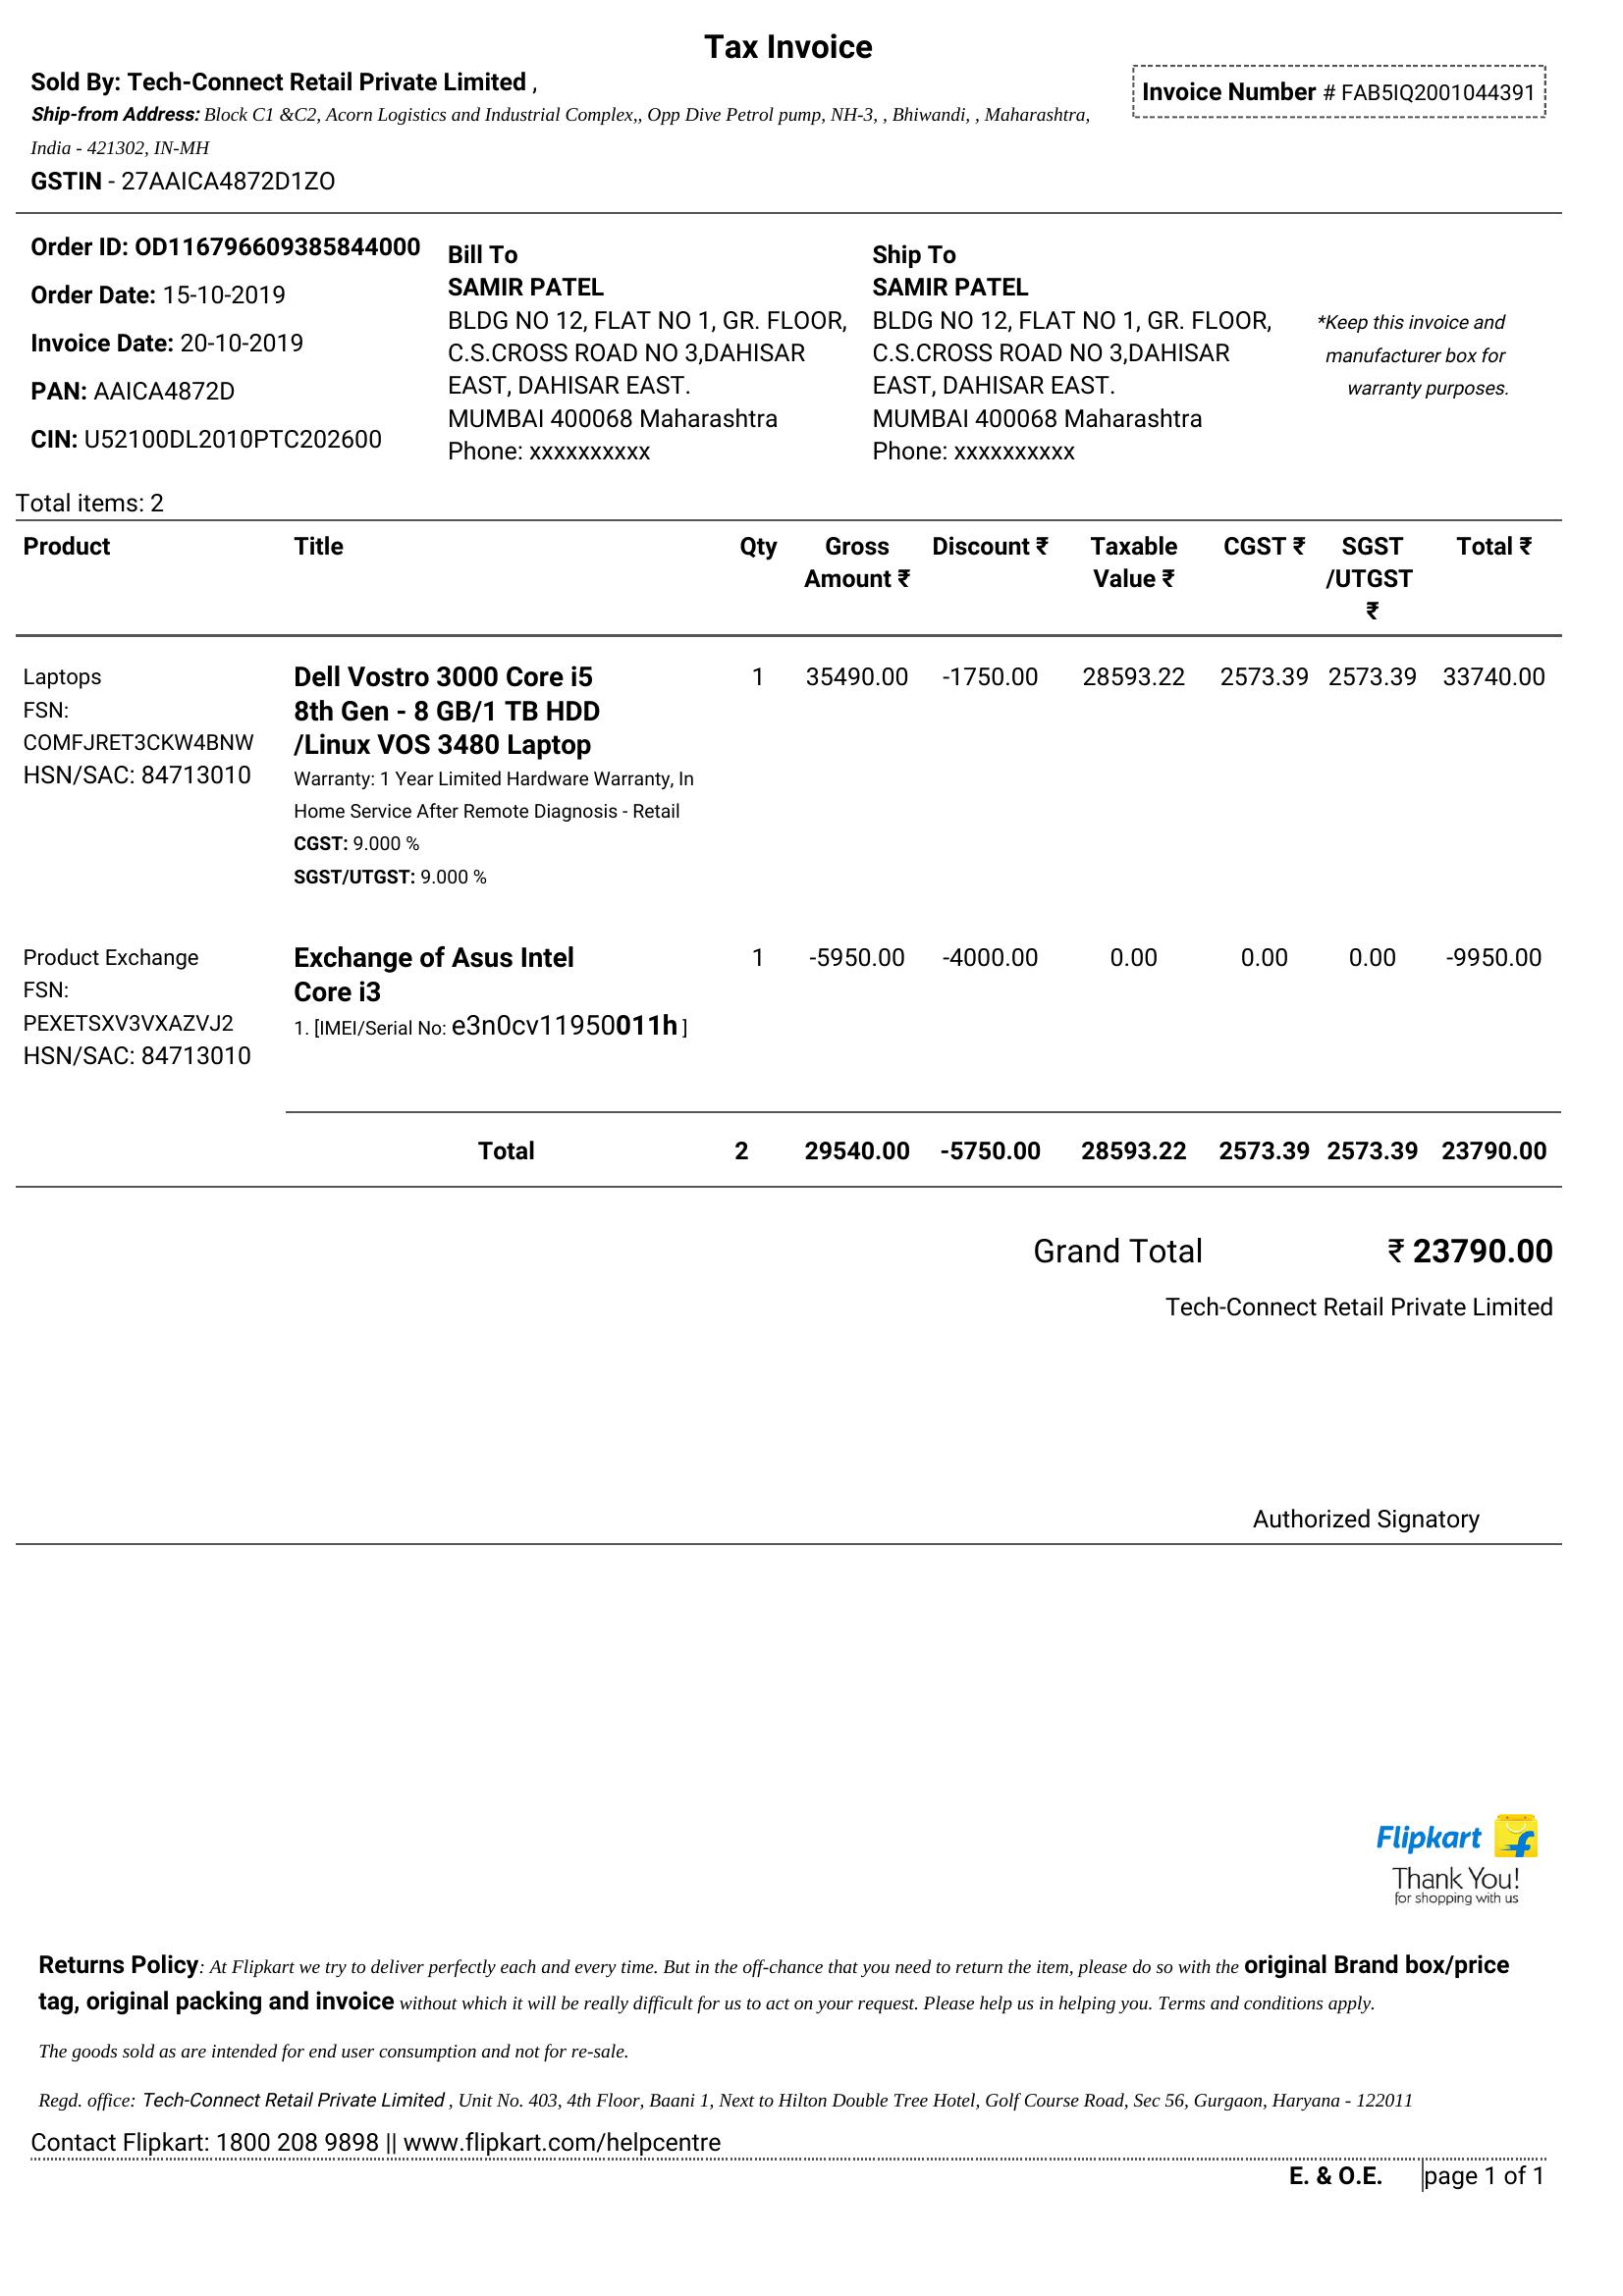 Tax Invoice
Sold By: Tech-Connect Retail Private Limited ,
Invoice Number # FAB5IQ2001044391
Ship-from Address: Block C1 &C2, Acorn Logistics and Industrial Complex,, Opp Dive Petrol pump, NH-3, , Bhiwandi, , Maharashtra,
India - 421302, IN-MH
GSTIN - 27AAICA4872D1ZO
Order ID: OD116796609385844000
Order Date: 15-10-2019
Invoice Date: 20-10-2019
PAN: AAICA4872D
CIN: U52100DL2010PTC202600
Bill To
SAMIR PATEL
BLDG NO 12, FLAT NO 1, GR. FLOOR,
C.S.CROSS ROAD NO 3,DAHISAR
EAST, DAHISAR EAST.
MUMBAI 400068 Maharashtra
Phone: xxxxxxxxxx
Ship To
SAMIR PATEL
BLDG NO 12, FLAT NO 1, GR. FLOOR,
C.S.CROSS ROAD NO 3,DAHISAR
EAST, DAHISAR EAST.
MUMBAI 400068 Maharashtra
Phone: xxxxxxxxxx
*Keep this invoice and
manufacturer box for
warranty purposes.
Total items: 2
Product Title Qty Gross Amount ₹ Discount ₹ Taxable Value ₹ CGST ₹ SGST /UTGST ₹ Total ₹
Laptops
FSN:
COMFJRET3CKW4BNW
HSN/SAC: 84713010
Dell Vostro 3000 Core i5
8th Gen - 8 GB/1 TB HDD
/Linux VOS 3480 Laptop
Warranty: 1 Year Limited Hardware Warranty, In
Home Service After Remote Diagnosis - Retail
CGST: 9.000 %
SGST/UTGST: 9.000 %
1 35490.00 -1750.00 28593.22 2573.39 2573.39 33740.00
Product Exchange
FSN:
PEXETSXV3VXAZVJ2
HSN/SAC: 84713010
Exchange of Asus Intel
Core i3
1. [IMEI/Serial No: e3n0cv11950011h ]
1 -5950.00 -4000.00 0.00 0.00 0.00 -9950.00
Total 2 29540.00 -5750.00 28593.22 2573.39 2573.39 23790.00
Grand Total ₹ 23790.00
Tech-Connect Retail Private Limited
Authorized Signatory
Flipkart
Thank You!
for shopping with us
Returns Policy: At Flipkart we try to deliver perfectly each and every time. But in the off-chance that you need to return the item, please do so with the original Brand box/price
tag, original packing and invoice without which it will be really difficult for us to act on your request. Please help us in helping you. Terms and conditions apply.
The goods sold as are intended for end user consumption and not for re-sale.
Regd. office: Tech-Connect Retail Private Limited , Unit No. 403, 4th Floor, Baani 1, Next to Hilton Double Tree Hotel, Golf Course Road, Sec 56, Gurgaon, Haryana - 122011
Contact Flipkart: 1800 208 9898 || www.flipkart.com/helpcentre
E. & O.E. page 1 of 1